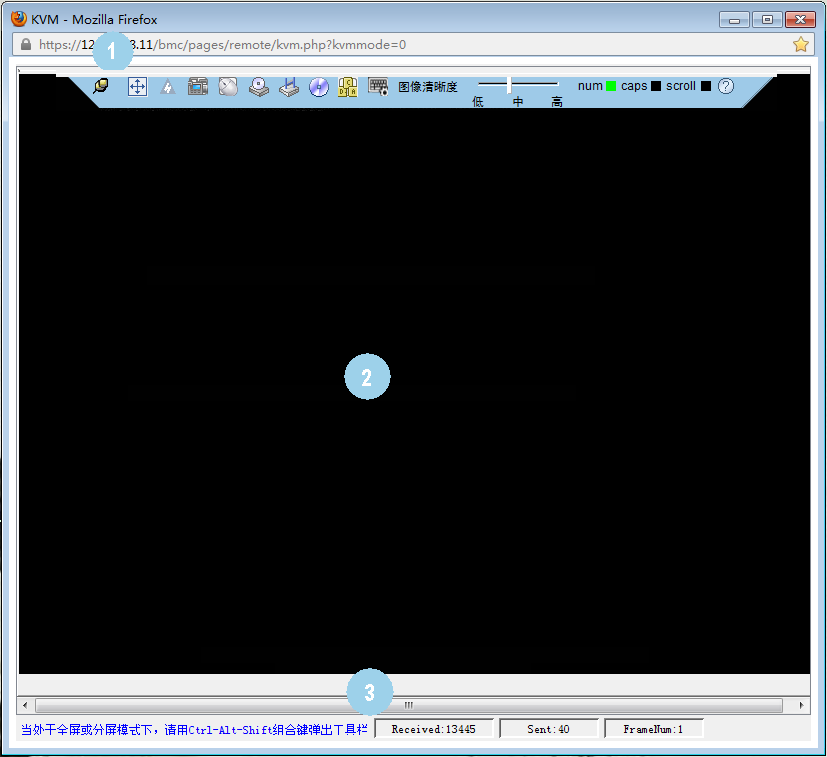 KVM - Mozilla Firefox
1
https://12 3.11/bmc/pages/remote/kvm.php?kvmmode=0
图像清晰度
低 中 高
num caps scroll ?
2
3
当处于全屏或分屏模式下，请用Ctrl-Alt-Shift组合键弹出工具栏
Received:13445 Sent:40 FrameNum:1